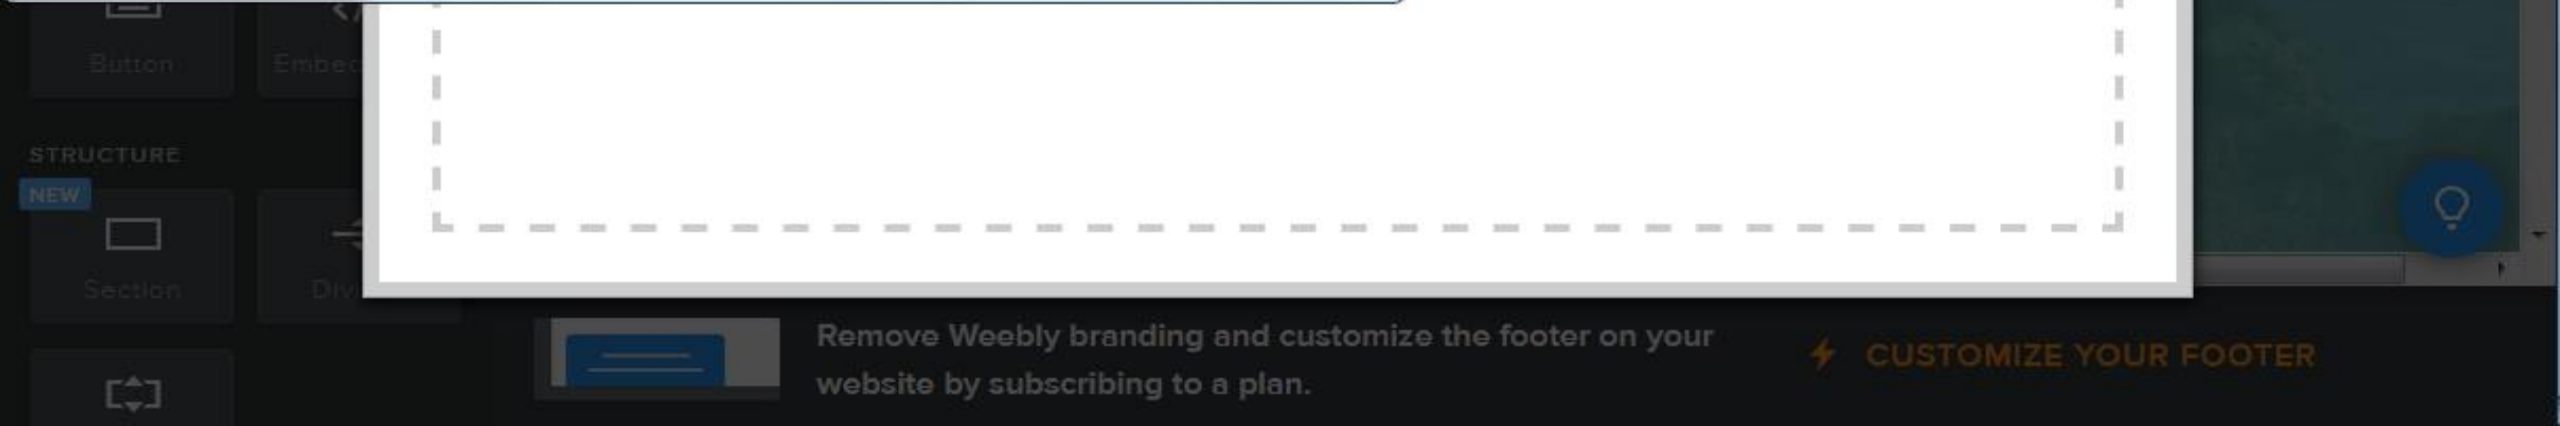 Button
STRUCTURE
NEW
Section
Remove Weebly branding and customize the footer on your
website by subscribing to a plan.
CUSTOMIZE YOUR FOOTER